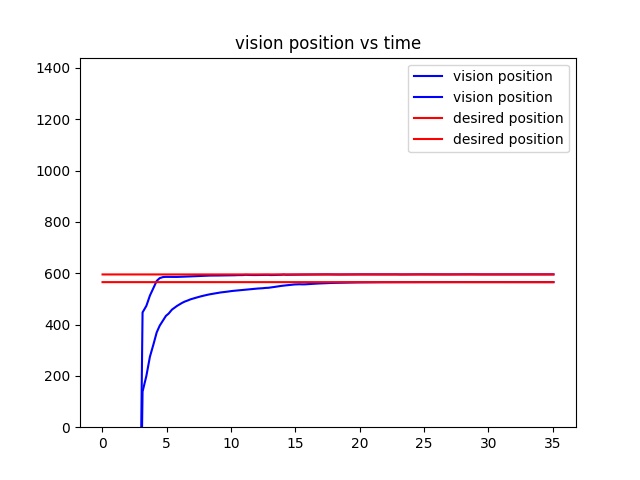 vision position vs time
1400
1200
1000
800
600
400
200
0
vision position
vision position
desired position
desired position
0 5 10 15 20 25 30 35